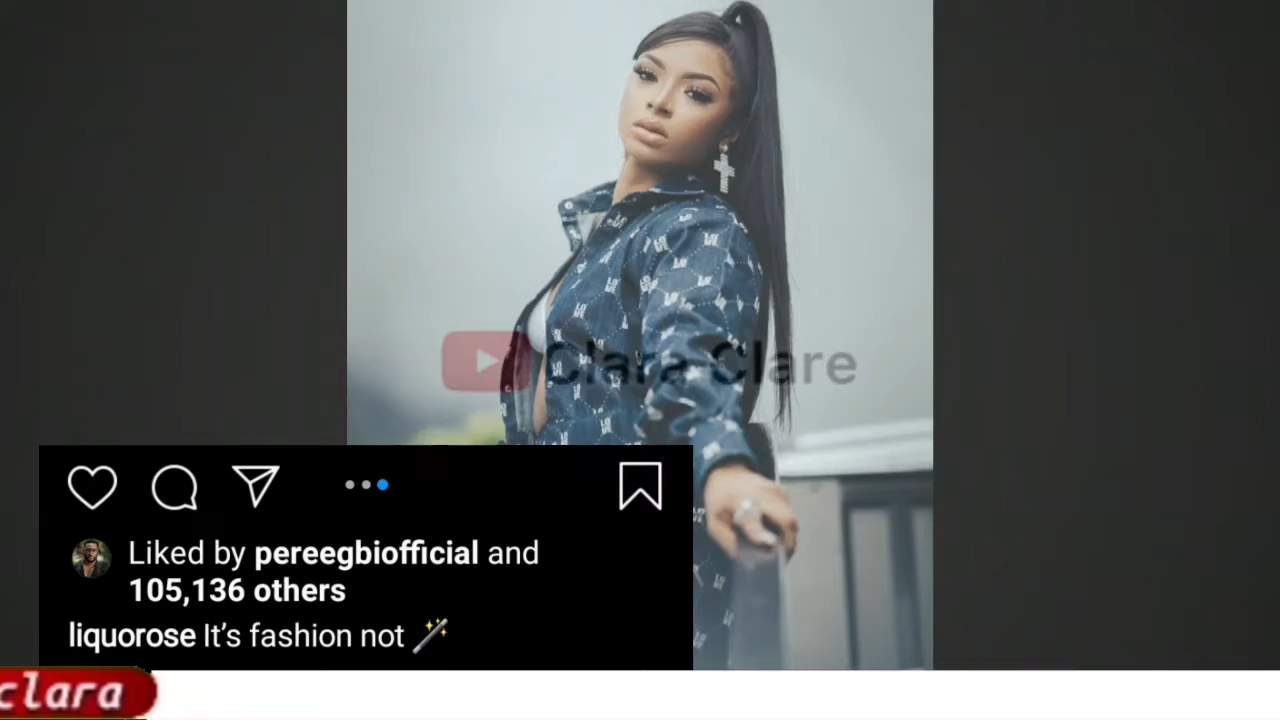 Clara Clare
Liked by pereegbiofficial and
105,136 others
liquorose It's fashion not
clara